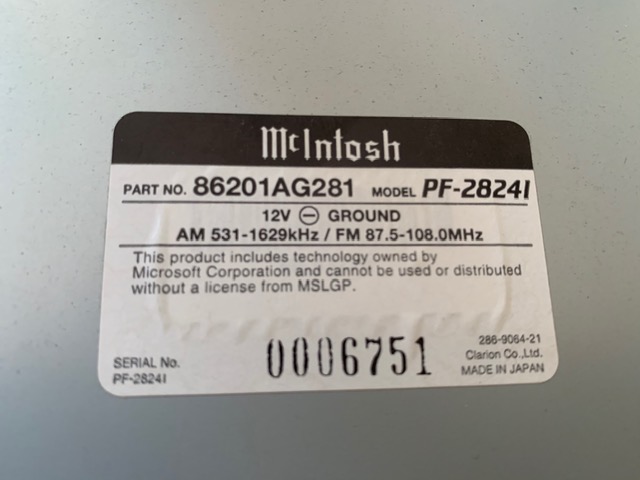 McIntosh
PART NO. 86201AG281 MODEL PF-2824I
12V ⊖ GROUND
AM 531-1629kHz / FM 87.5-108.0MHz
This product includes technology owned by
Microsoft Corporation and cannot be used or distributed
without a license from MSLGP.
SERIAL No.
PF-2824I
0006751
286-9064-21
Clarion Co.,Ltd.
MADE IN JAPAN